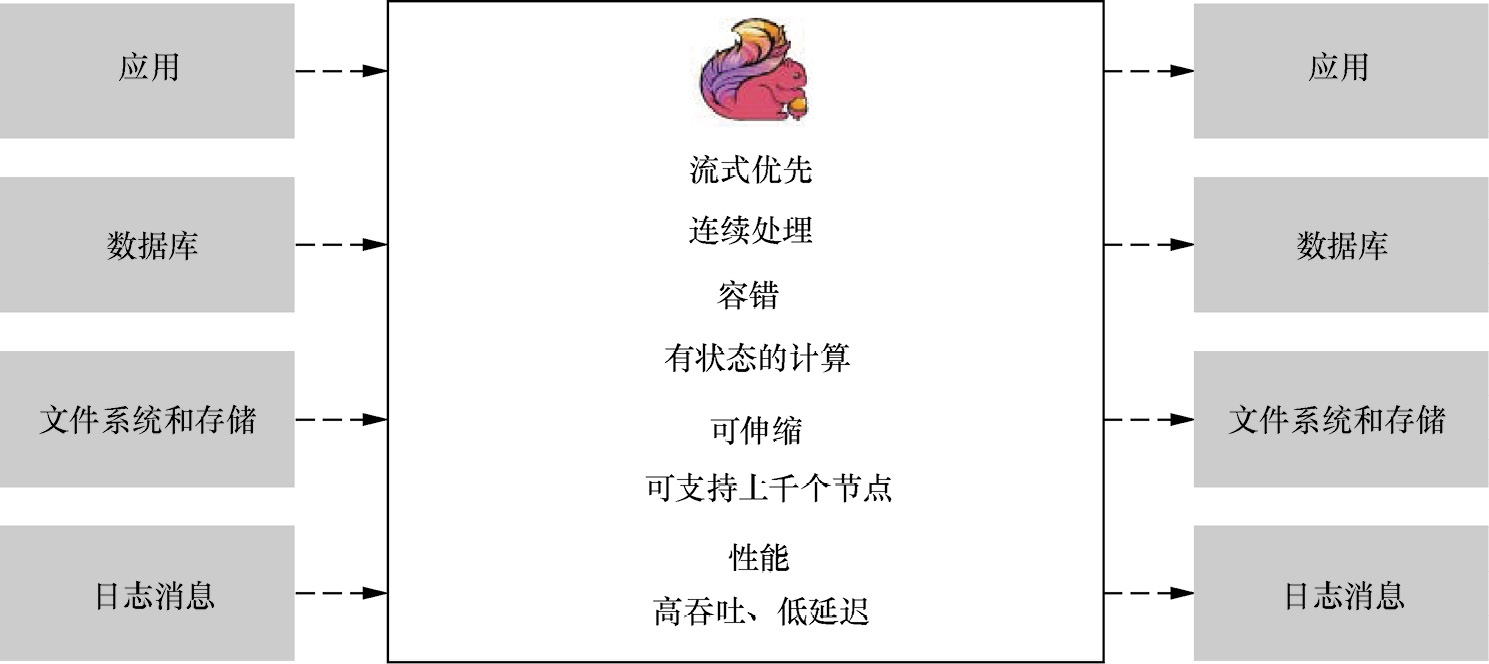 应用
数据库
文件系统和存储
日志消息
流式优先
连续处理
容错
有状态的计算
可伸缩
可支持上千个节点
性能
高吞吐、低延迟
应用
数据库
文件系统和存储
日志消息